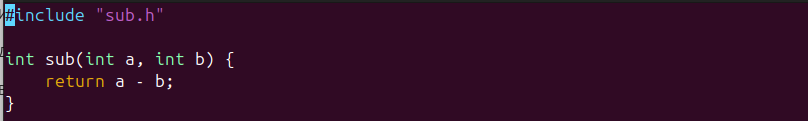 #include "sub.h"

int sub(int a, int b) {
    return a - b;
}